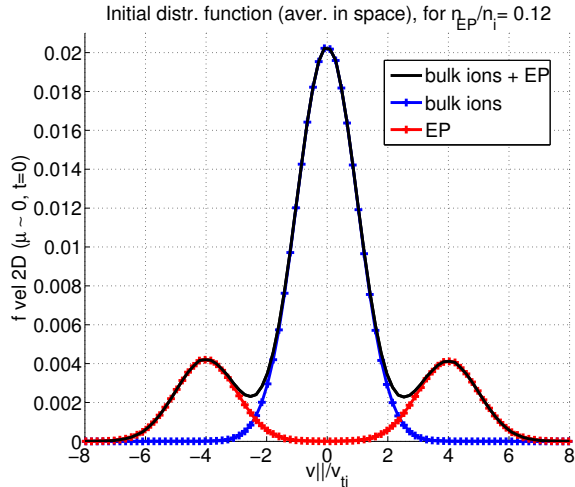 Initial distr. function (aver. in space), for n_EP/n_i= 0.12
0.02
0.018
0.016
0.014
0.012
0.01
0.008
0.006
0.004
0.002
0
f vel 2D (μ ~ 0, t=0)
bulk ions + EP
bulk ions
EP
−8 −6 −4 −2 0 2 4 6 8
v||/v_ti